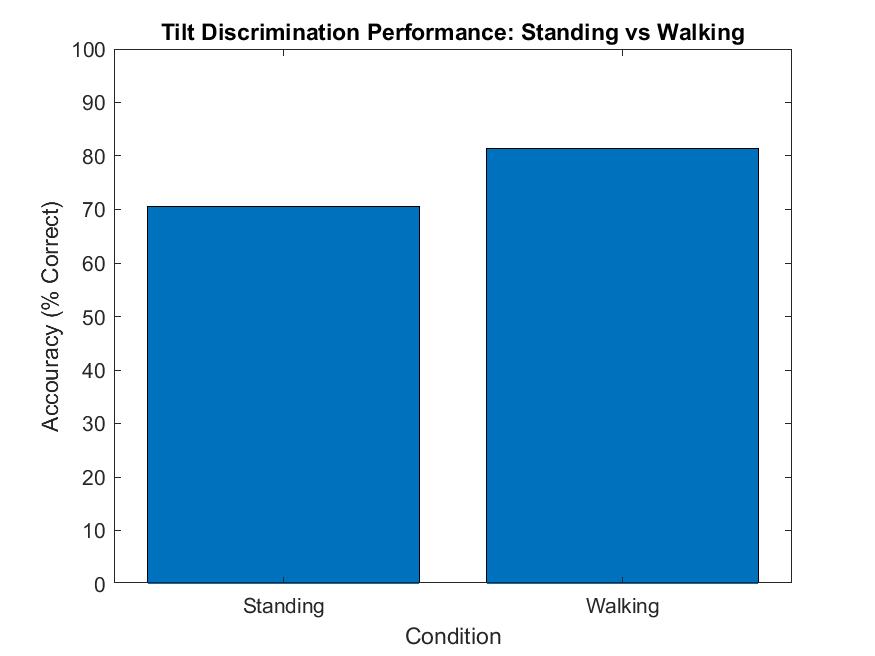 Tilt Discrimination Performance: Standing vs Walking
100
90
80
70
60
50
40
30
20
10
0
Accouracy (% Correct)
Standing
Walking
Condition